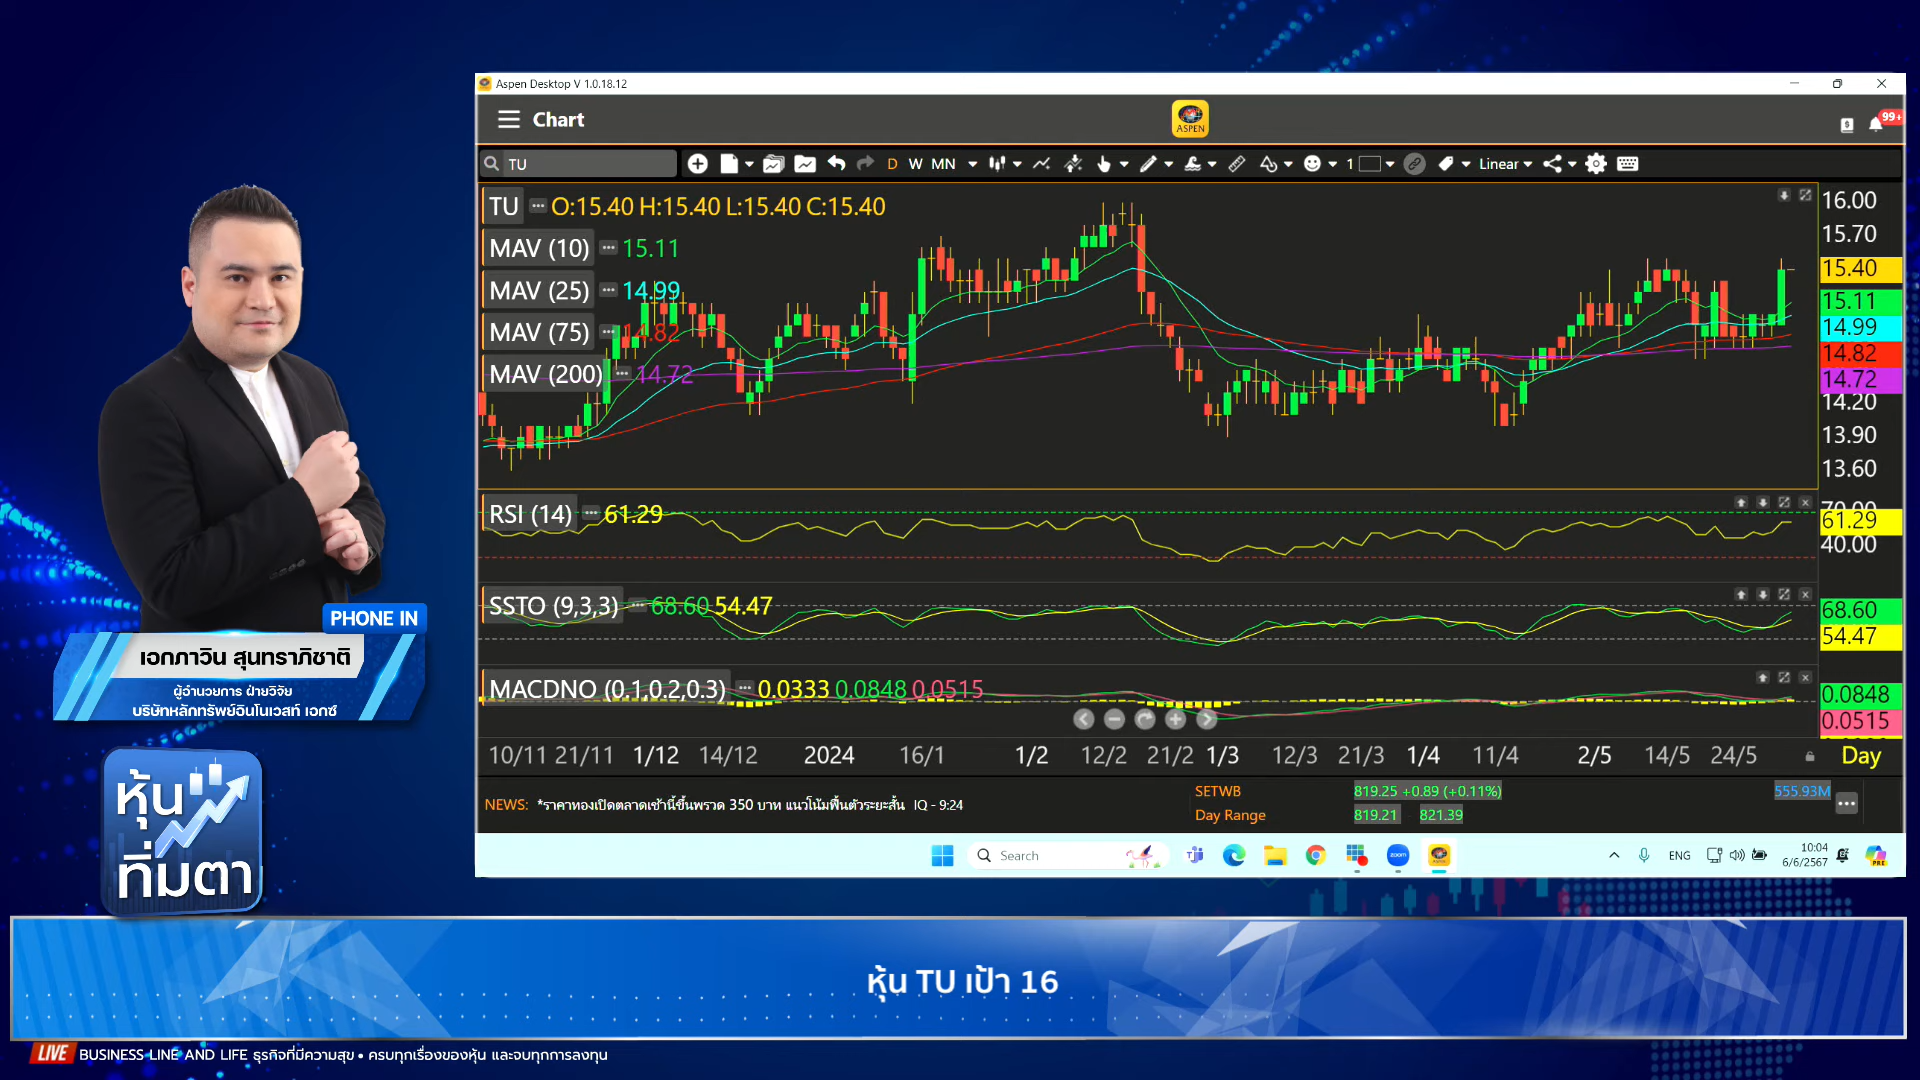 Aspen Desktop V 1.0.18.12
Chart
ASPEN
99+
TU
D W MN
1
Linear
TU O:15.40 H:15.40 L:15.40 C:15.40
MAV (10) 15.11
MAV (25) 14.99
MAV (75) 14.82
MAV (200) 14.72
16.00
15.70
15.40
15.11
14.99
14.82
14.72
14.20
13.90
13.60
RSI (14) 61.29
70.00
61.29
40.00
SSTO (9,3,3) 68.60 54.47
68.60
54.47
MACDNO (0.1,0.2,0.3) 0.0333 0.0848 0.0515
0.0848
0.0515
10/11 21/11 1/12 14/12 2024 16/1 1/2 12/2 21/2 1/3 12/3 21/3 1/4 11/4 2/5 14/5 24/5 Day
NEWS: *ราคาทองเปิดตลาดเช้านี้ขึ้นพรวด 350 บาท แนวโน้มฟื้นตัวระยะสั้น IQ - 9:24
SETWB 819.25 +0.89 (+0.11%) 555.93M
Day Range 819.21 821.39
Search
zoom
ENG
10:04
6/6/2567
PRE
PHONE IN
เอกภาวิน สุนทราภิชาติ
ผู้อำนวยการ ฝ่ายวิจัย
บริษัทหลักทรัพย์อินโนเวสท์ เอกซ์
หุ้น
ทิ่มตา
หุ้น TU เป้า 16
LIVE BUSINESS LINE AND LIFE ธุรกิจที่มีความสุข • ครบทุกเรื่องของหุ้น และจบทุกการลงทุน